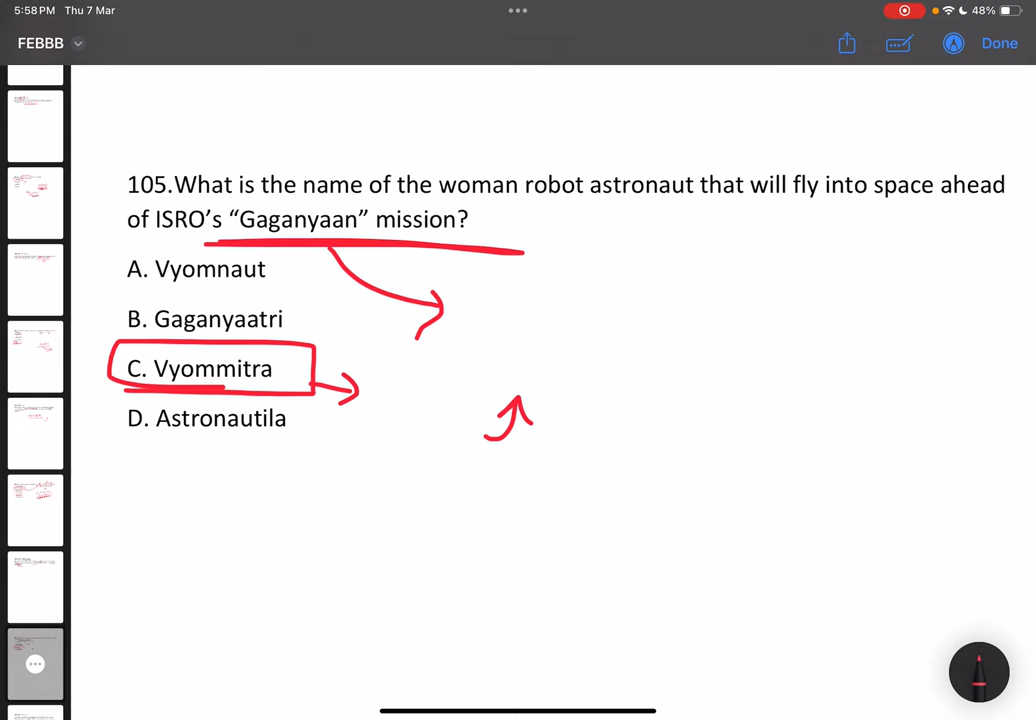 5:58 PM Thu 7 Mar
48%
FEBBB
Done
105.What is the name of the woman robot astronaut that will fly into space ahead
of ISRO’s “Gaganyaan” mission?
A. Vyomnaut
B. Gaganyaatri
C. Vyommitra
D. Astronautila